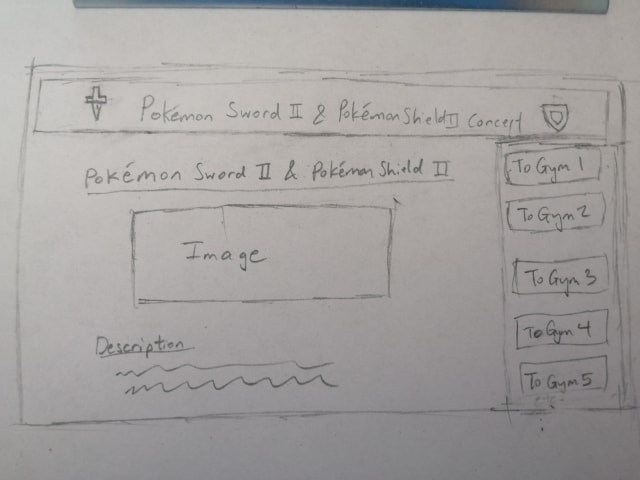 Pokémon Sword II & Pokémon Shield II Concept
Pokémon Sword II & Pokémon Shield II
Image
Description
To Gym 1
To Gym 2
To Gym 3
To Gym 4
To Gym 5